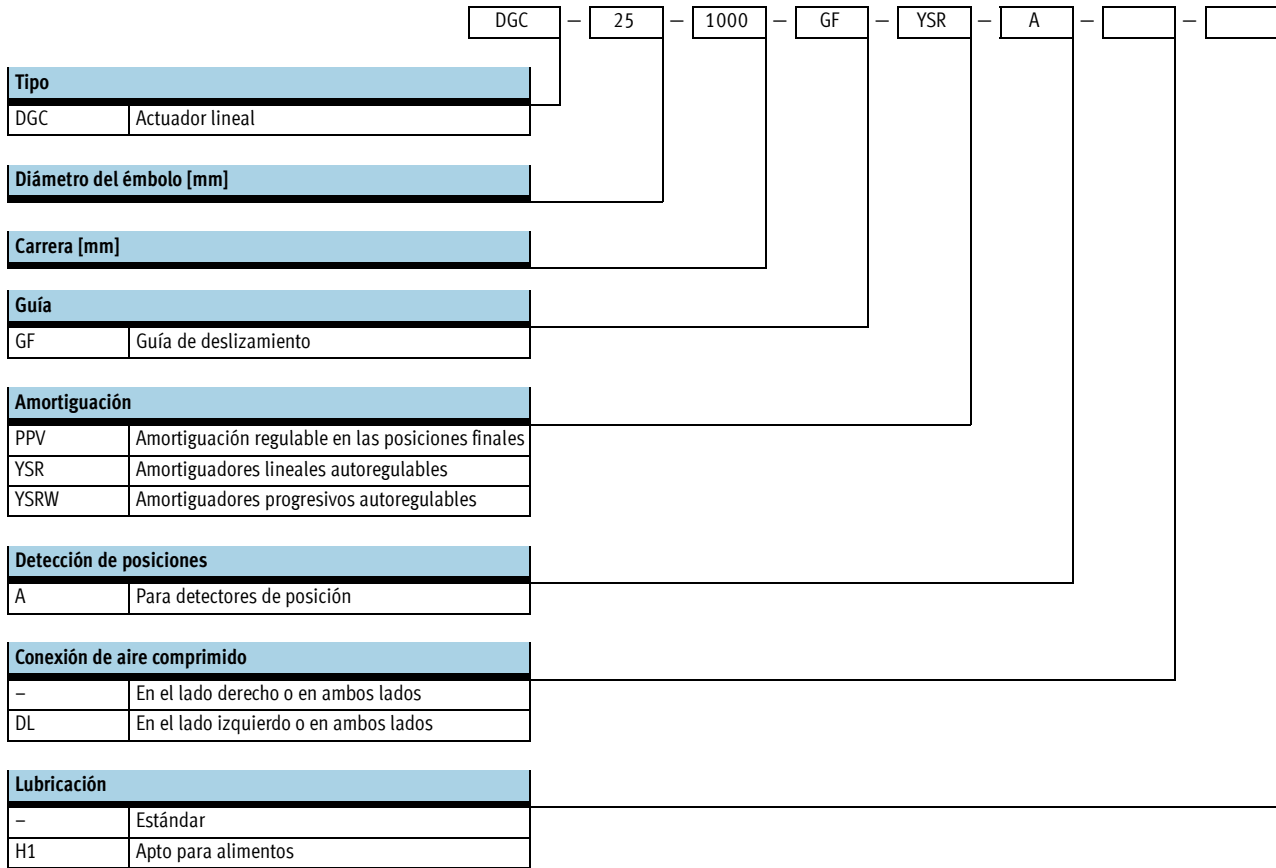 DGC – 25 – 1000 – GF – YSR – A – –
Tipo
DGC Actuador lineal
Diámetro del émbolo [mm]
Carrera [mm]
Guía
GF Guía de deslizamiento
Amortiguación
PPV Amortiguación regulable en las posiciones finales
YSR Amortiguadores lineales autoregulables
YSRW Amortiguadores progresivos autoregulables
Detección de posiciones
A Para detectores de posición
Conexión de aire comprimido
– En el lado derecho o en ambos lados
DL En el lado izquierdo o en ambos lados
Lubricación
– Estándar
H1 Apto para alimentos